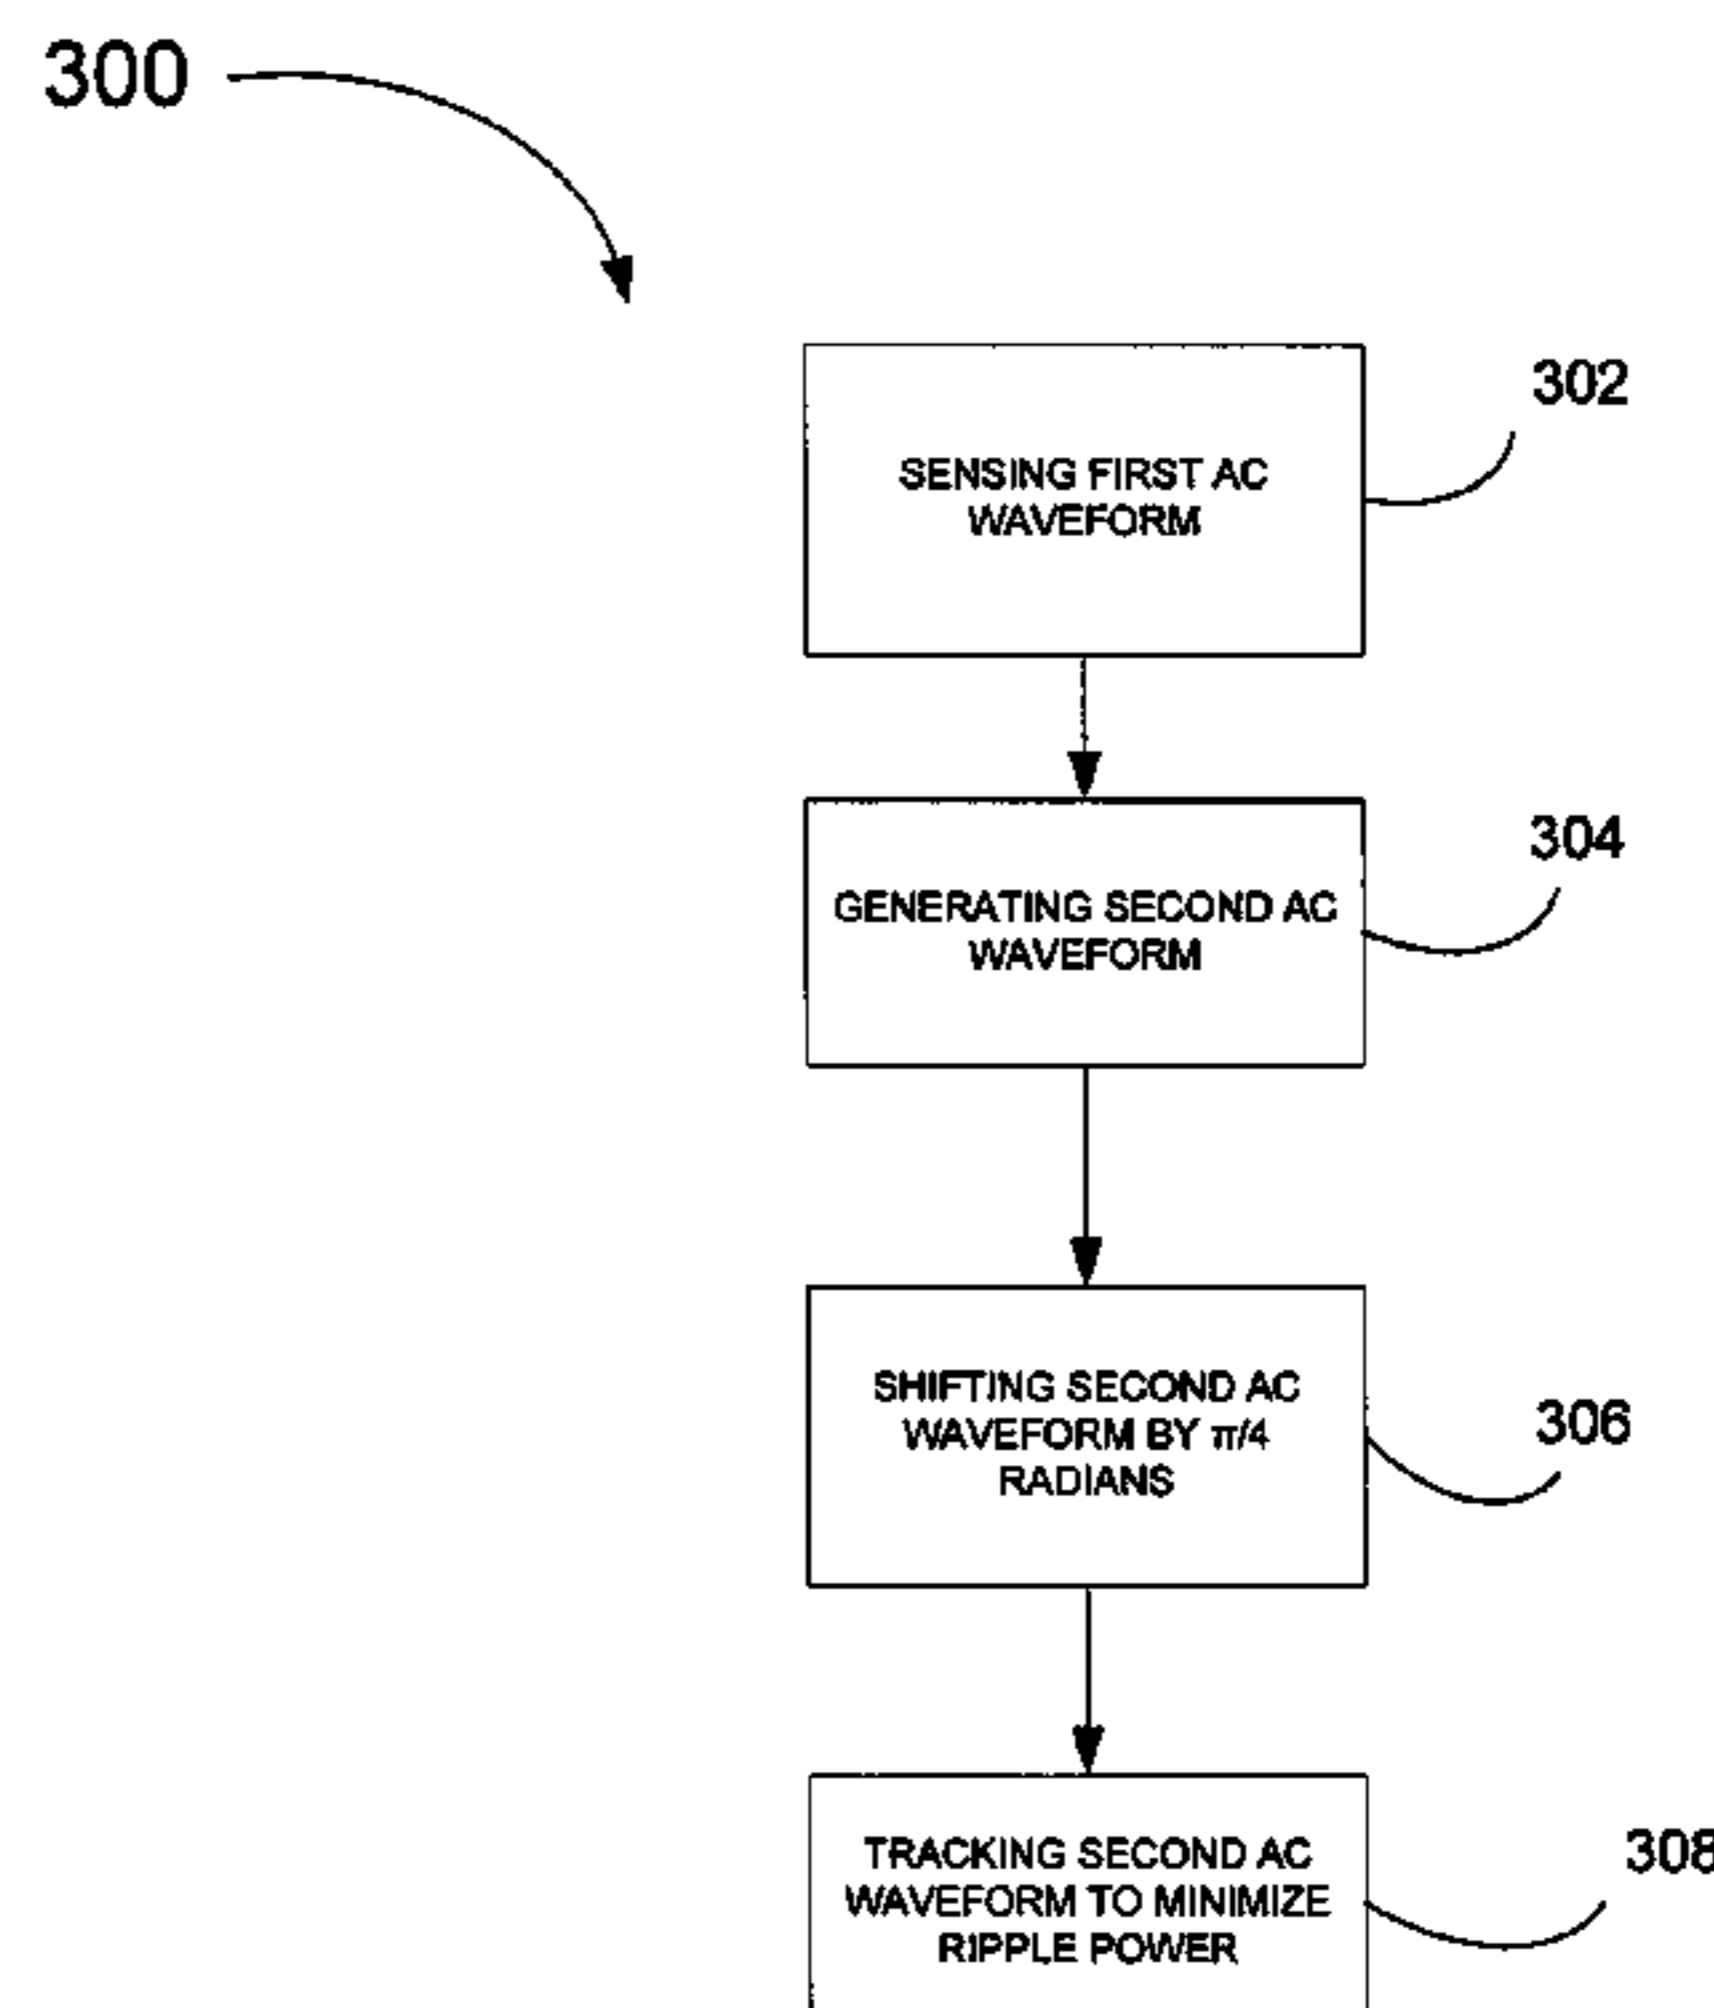 300
302
SENSING FIRST AC
WAVEFORM
304
GENERATING SECOND AC
WAVEFORM
306
SHIFTING SECOND AC
WAVEFORM BY π/4
RADIANS
308
TRACKING SECOND AC
WAVEFORM TO MINIMIZE
RIPPLE POWER